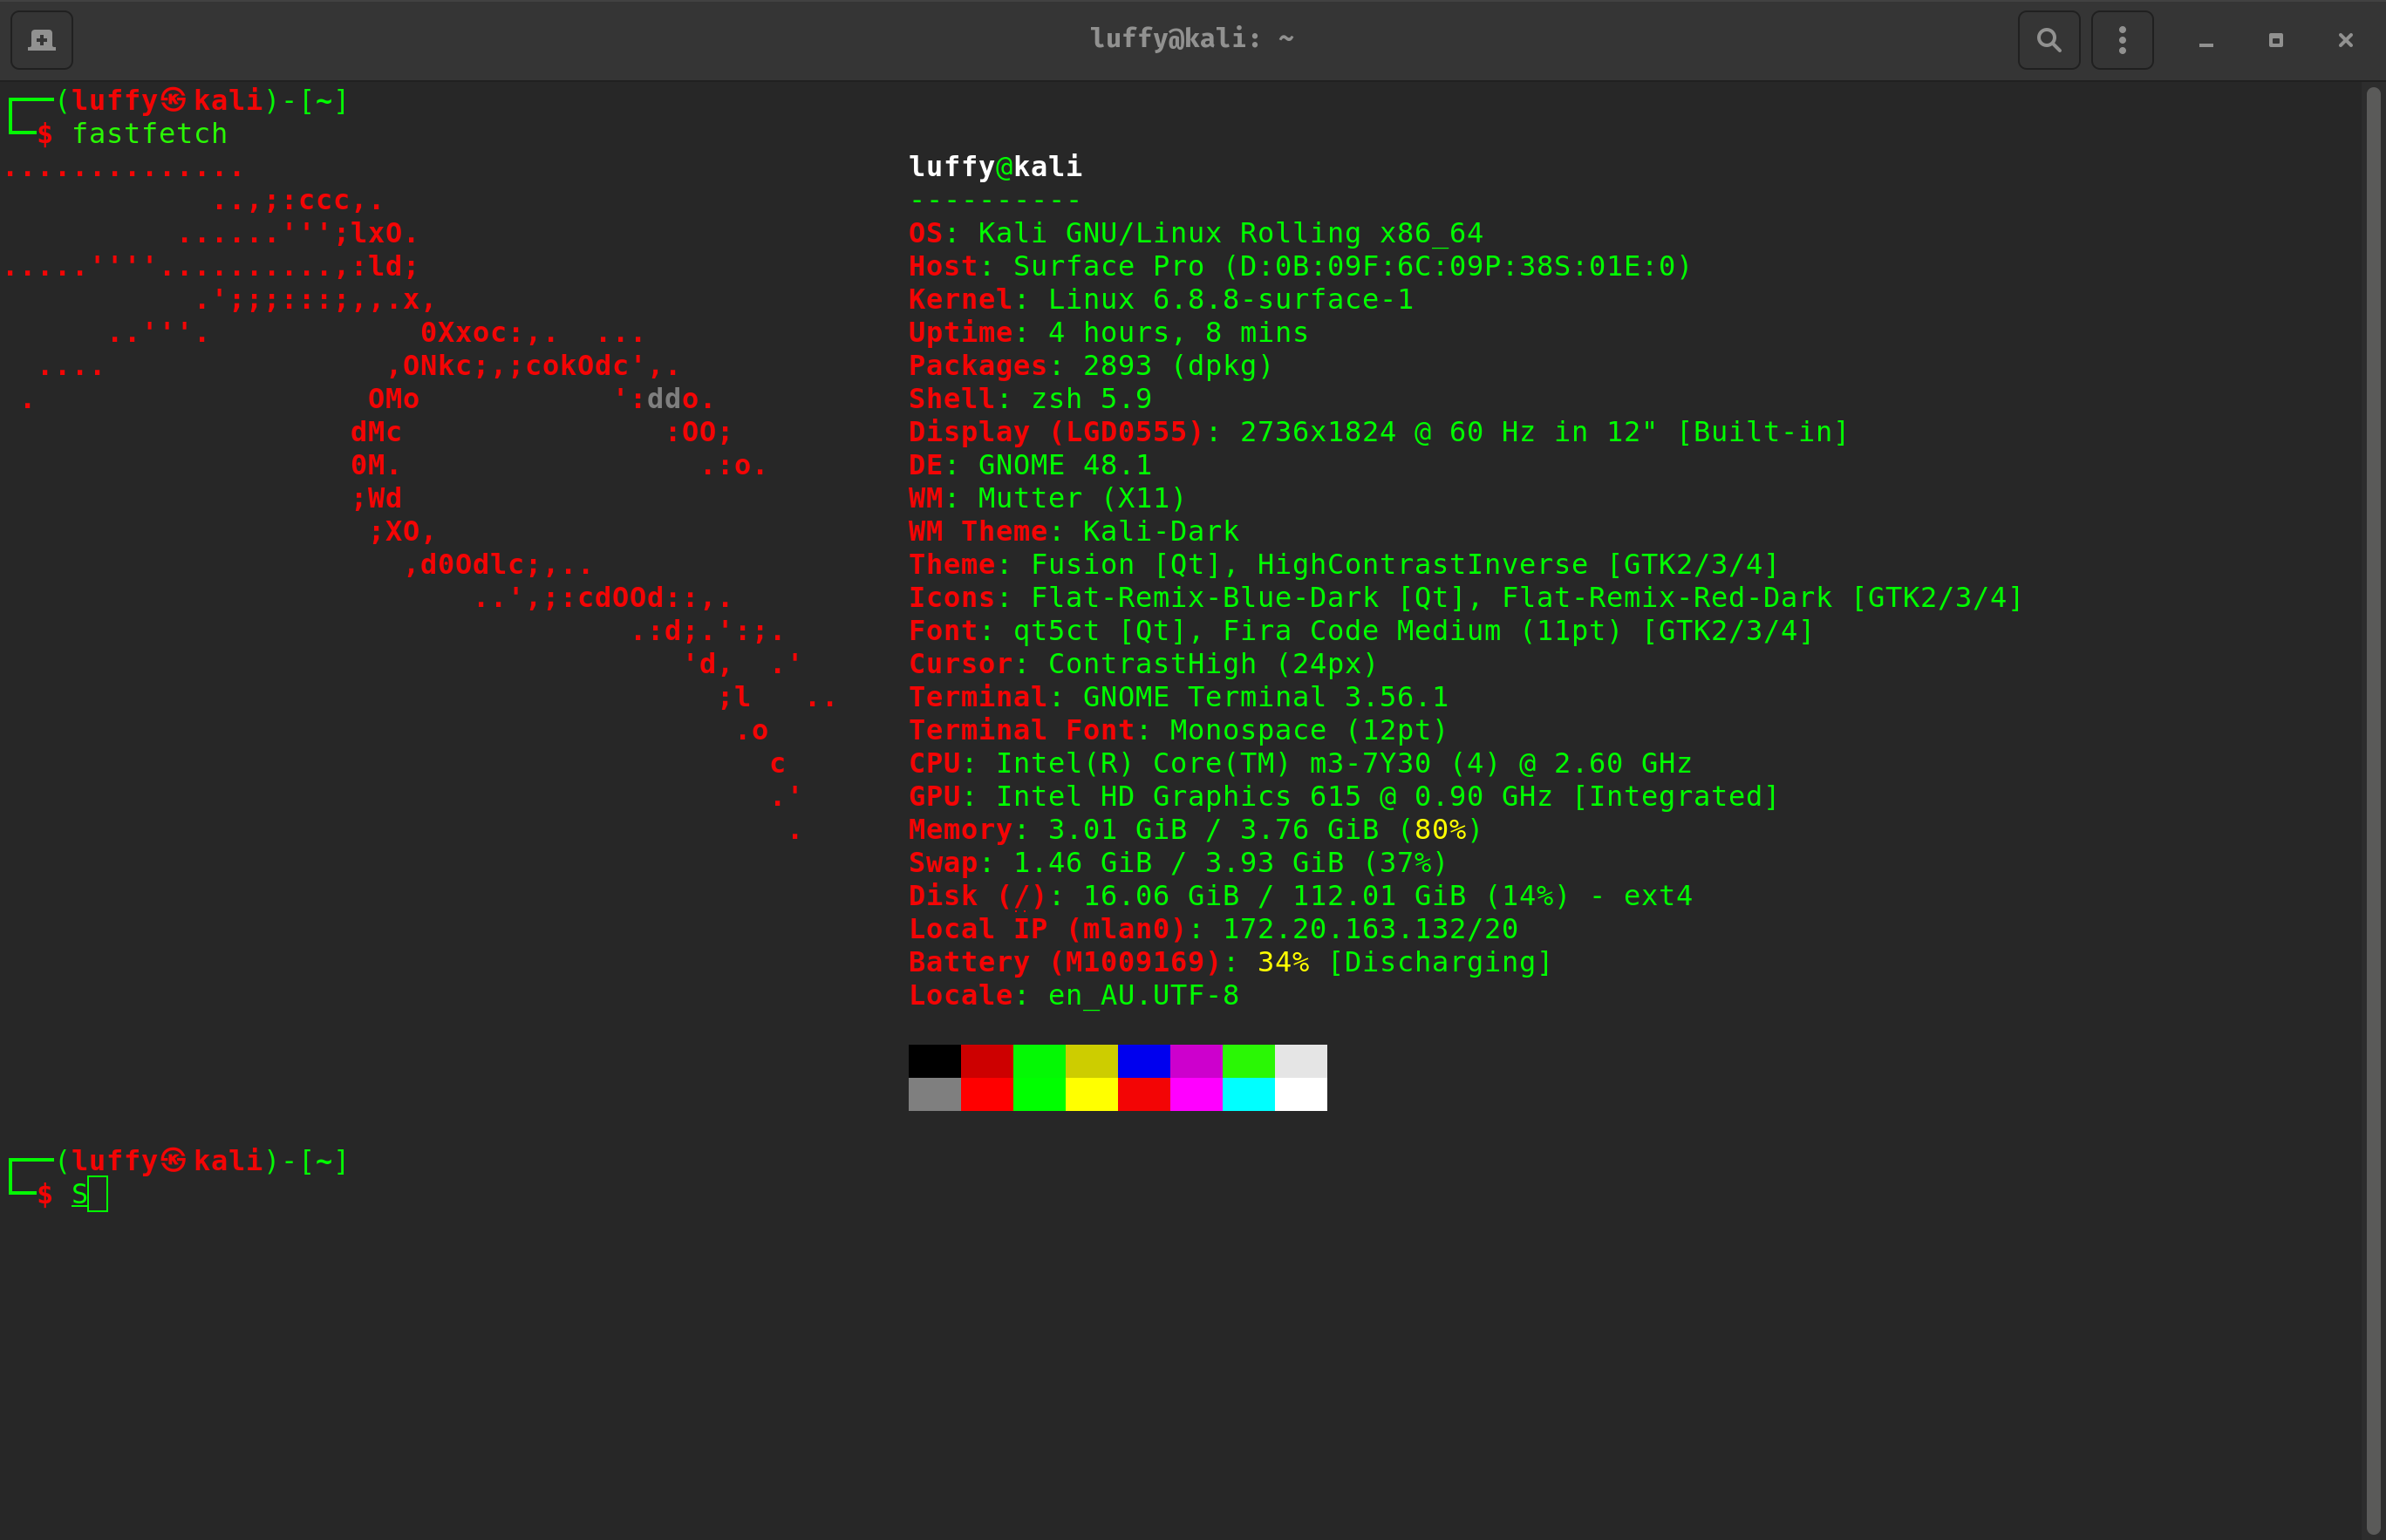 luffy@kali: ~
┌──(luffy㉿kali)-[~]
└─$ fastfetch
..............
            ..,;:ccc,.
          ......''';lxO.
.....''''..........,:ld;
           .';;;:::;,,.x,
      ..'''.            0Xxoc:,.  ...
  ....                ,ONkc;,;cokOdc',.
 .                   OMo           ':ddo.
                    dMc               :OO;
                    0M.                 .:o.
                    ;Wd
                     ;XO,
                       ,d0Odlc;,..
                           ..',;:cdOOd::,.
                                    .:d;.':;.
                                       'd,  .'
                                         ;l   ..
                                          .o
                                            c
                                            .'
                                             .
luffy@kali
----------
OS: Kali GNU/Linux Rolling x86_64
Host: Surface Pro (D:0B:09F:6C:09P:38S:01E:0)
Kernel: Linux 6.8.8-surface-1
Uptime: 4 hours, 8 mins
Packages: 2893 (dpkg)
Shell: zsh 5.9
Display (LGD0555): 2736x1824 @ 60 Hz in 12" [Built-in]
DE: GNOME 48.1
WM: Mutter (X11)
WM Theme: Kali-Dark
Theme: Fusion [Qt], HighContrastInverse [GTK2/3/4]
Icons: Flat-Remix-Blue-Dark [Qt], Flat-Remix-Red-Dark [GTK2/3/4]
Font: qt5ct [Qt], Fira Code Medium (11pt) [GTK2/3/4]
Cursor: ContrastHigh (24px)
Terminal: GNOME Terminal 3.56.1
Terminal Font: Monospace (12pt)
CPU: Intel(R) Core(TM) m3-7Y30 (4) @ 2.60 GHz
GPU: Intel HD Graphics 615 @ 0.90 GHz [Integrated]
Memory: 3.01 GiB / 3.76 GiB (80%)
Swap: 1.46 GiB / 3.93 GiB (37%)
Disk (/): 16.06 GiB / 112.01 GiB (14%) - ext4
Local IP (mlan0): 172.20.163.132/20
Battery (M1009169): 34% [Discharging]
Locale: en_AU.UTF-8
┌──(luffy㉿kali)-[~]
└─$ S